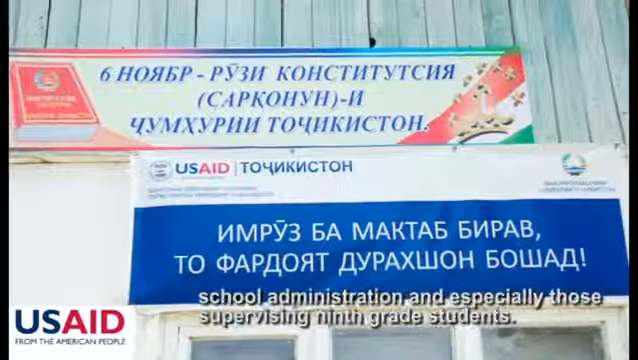 6 НОЯБР - РӮЗИ КОНСТИТУТСИЯ
(САРҚОНУН)-И
ҶУМҲУРИИ ТОҶИКИСТОН.
USAID | ТОҶИКИСТОН
ИМРӮЗ БА МАКТАБ БИРАВ,
ТО ФАРДОЯТ ДУРАХШОН БОШАД!
school administration and especially those
supervising ninth grade students.
USAID
FROM THE AMERICAN PEOPLE